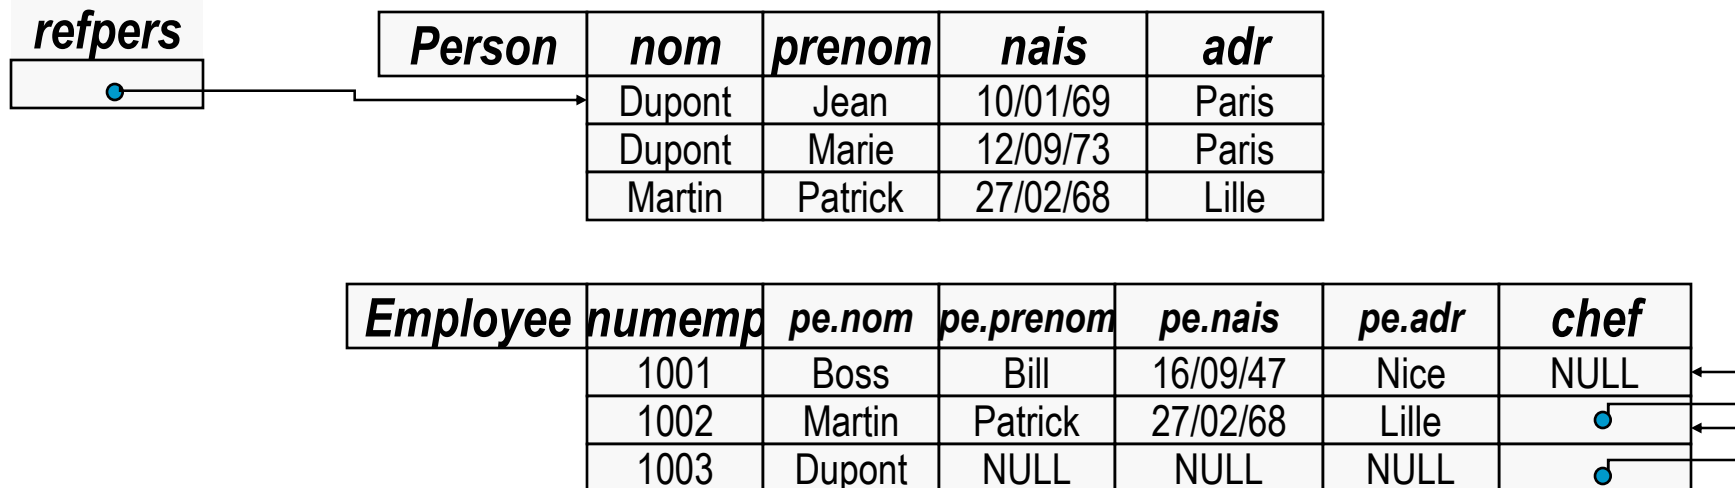 refpers
Person nom prenom nais adr
Dupont Jean 10/01/69 Paris
Dupont Marie 12/09/73 Paris
Martin Patrick 27/02/68 Lille
Employee numemp pe.nom pe.prenom pe.nais pe.adr chef
1001 Boss Bill 16/09/47 Nice NULL
1002 Martin Patrick 27/02/68 Lille
1003 Dupont NULL NULL NULL